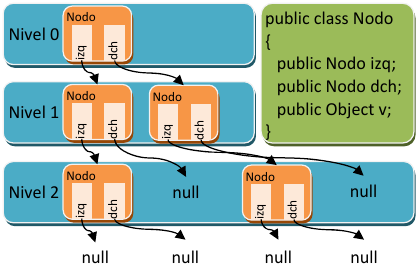 Nivel 0
Nodo
izq
dch
public class Nodo
{
public Nodo izq;
public Nodo dch;
public Object v;
}
Nivel 1
Nodo
izq
dch
Nodo
izq
dch
Nivel 2
Nodo
izq
dch
null
Nodo
izq
dch
null
null
null
null
null